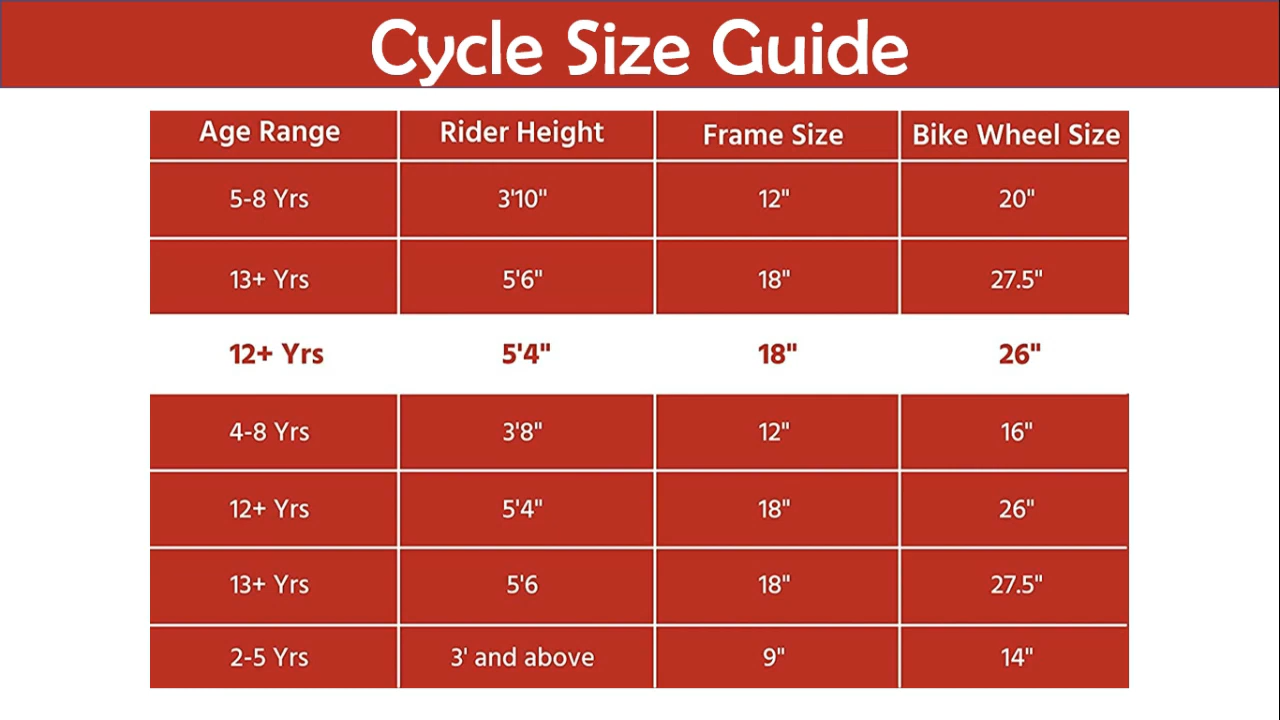 Cycle Size Guide
Age Range Rider Height Frame Size Bike Wheel Size
5-8 Yrs 3'10" 12" 20"
13+ Yrs 5'6" 18" 27.5"
12+ Yrs 5'4" 18" 26"
4-8 Yrs 3'8" 12" 16"
12+ Yrs 5'4" 18" 26"
13+ Yrs 5'6 18" 27.5"
2-5 Yrs 3' and above 9" 14"